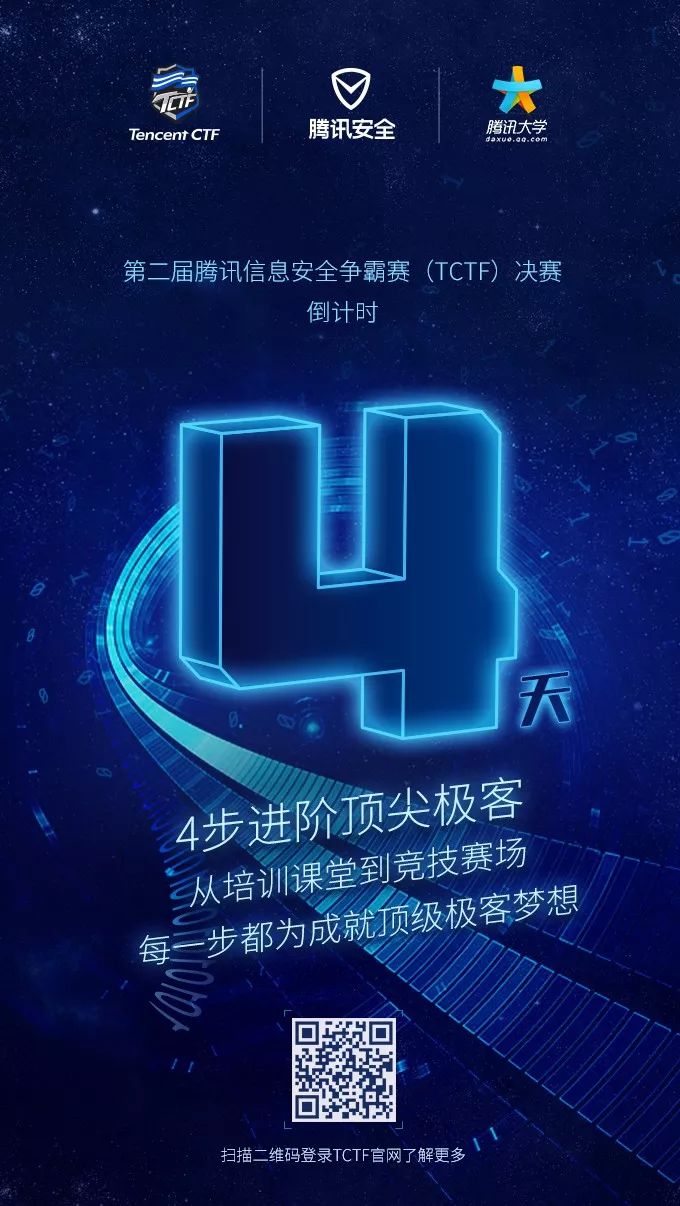 TCTF
Tencent CTF
腾讯安全
腾讯大学
daxue.qq.com
第二届腾讯信息安全争霸赛（TCTF）决赛
倒计时
4
天
4步进阶顶尖极客
从培训课堂到竞技赛场
每一步都为成就顶级极客梦想
扫描二维码登录TCTF官网了解更多